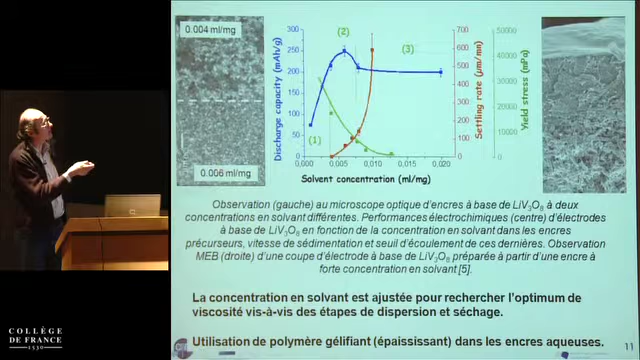 0.004 ml/mg
0.006 ml/mg
Discharge capacity (mAh/g)
300
250
200
150
100
50
0
(1)
(2)
(3)
0.001
0.005
0.010
0.015
0.020
Solvent concentration (ml/mg)
700
600
500
400
300
200
100
0
Settling rate (µm/mn)
50000
40000
30000
20000
10000
0
Yield stress (mPa)
Observation (gauche) au microscope optique d'encres à base de LiV3O8 à deux
concentrations en solvant différentes. Performances électrochimiques (centre) d'électrodes
à base de LiV3O8 en fonction de la concentration en solvant dans les encres
précurseurs, vitesse de sédimentation et seuil d'écoulement de ces dernières. Observation
MEB (droite) d'une coupe d'électrode à base de LiV3O8 préparée à partir d'une encre à
forte concentration en solvant [5].
La concentration en solvant est ajustée pour rechercher l'optimum de
viscosité vis-à-vis des étapes de dispersion et séchage.
Utilisation de polymère gélifiant (épaississant) dans les encres aqueuses.
11
COLLÈGE
DE FRANCE
1530